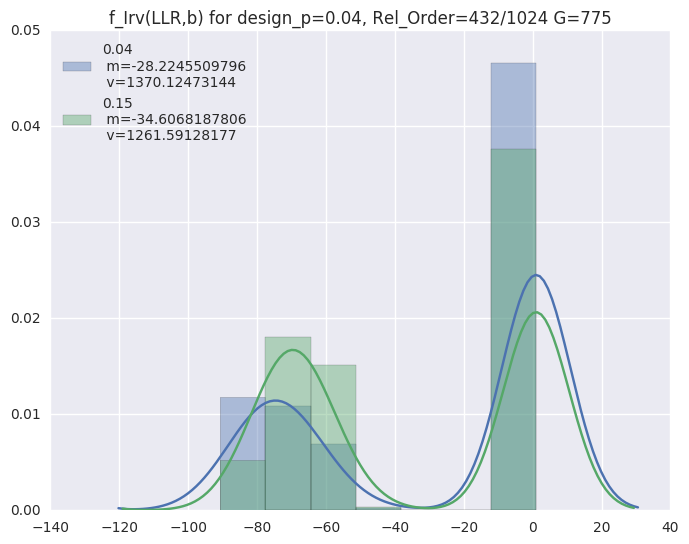 f_Irv(LLR,b) for design_p=0.04, Rel_Order=432/1024 G=775
0.05
0.04
m=-28.2245509796
v=1370.12473144
0.15
m=-34.6068187806
v=1261.59128177
0.04
0.03
0.02
0.01
0.00
−140 −120 −100 −80 −60 −40 −20 0 20 40